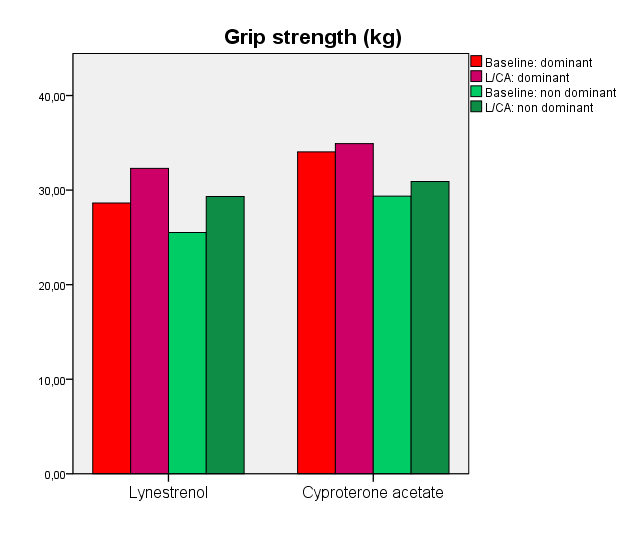 Grip strength (kg)
Baseline: dominant
L/CA: dominant
Baseline: non dominant
L/CA: non dominant
40,00
30,00
20,00
10,00
0,00
Lynestrenol
Cyproterone acetate